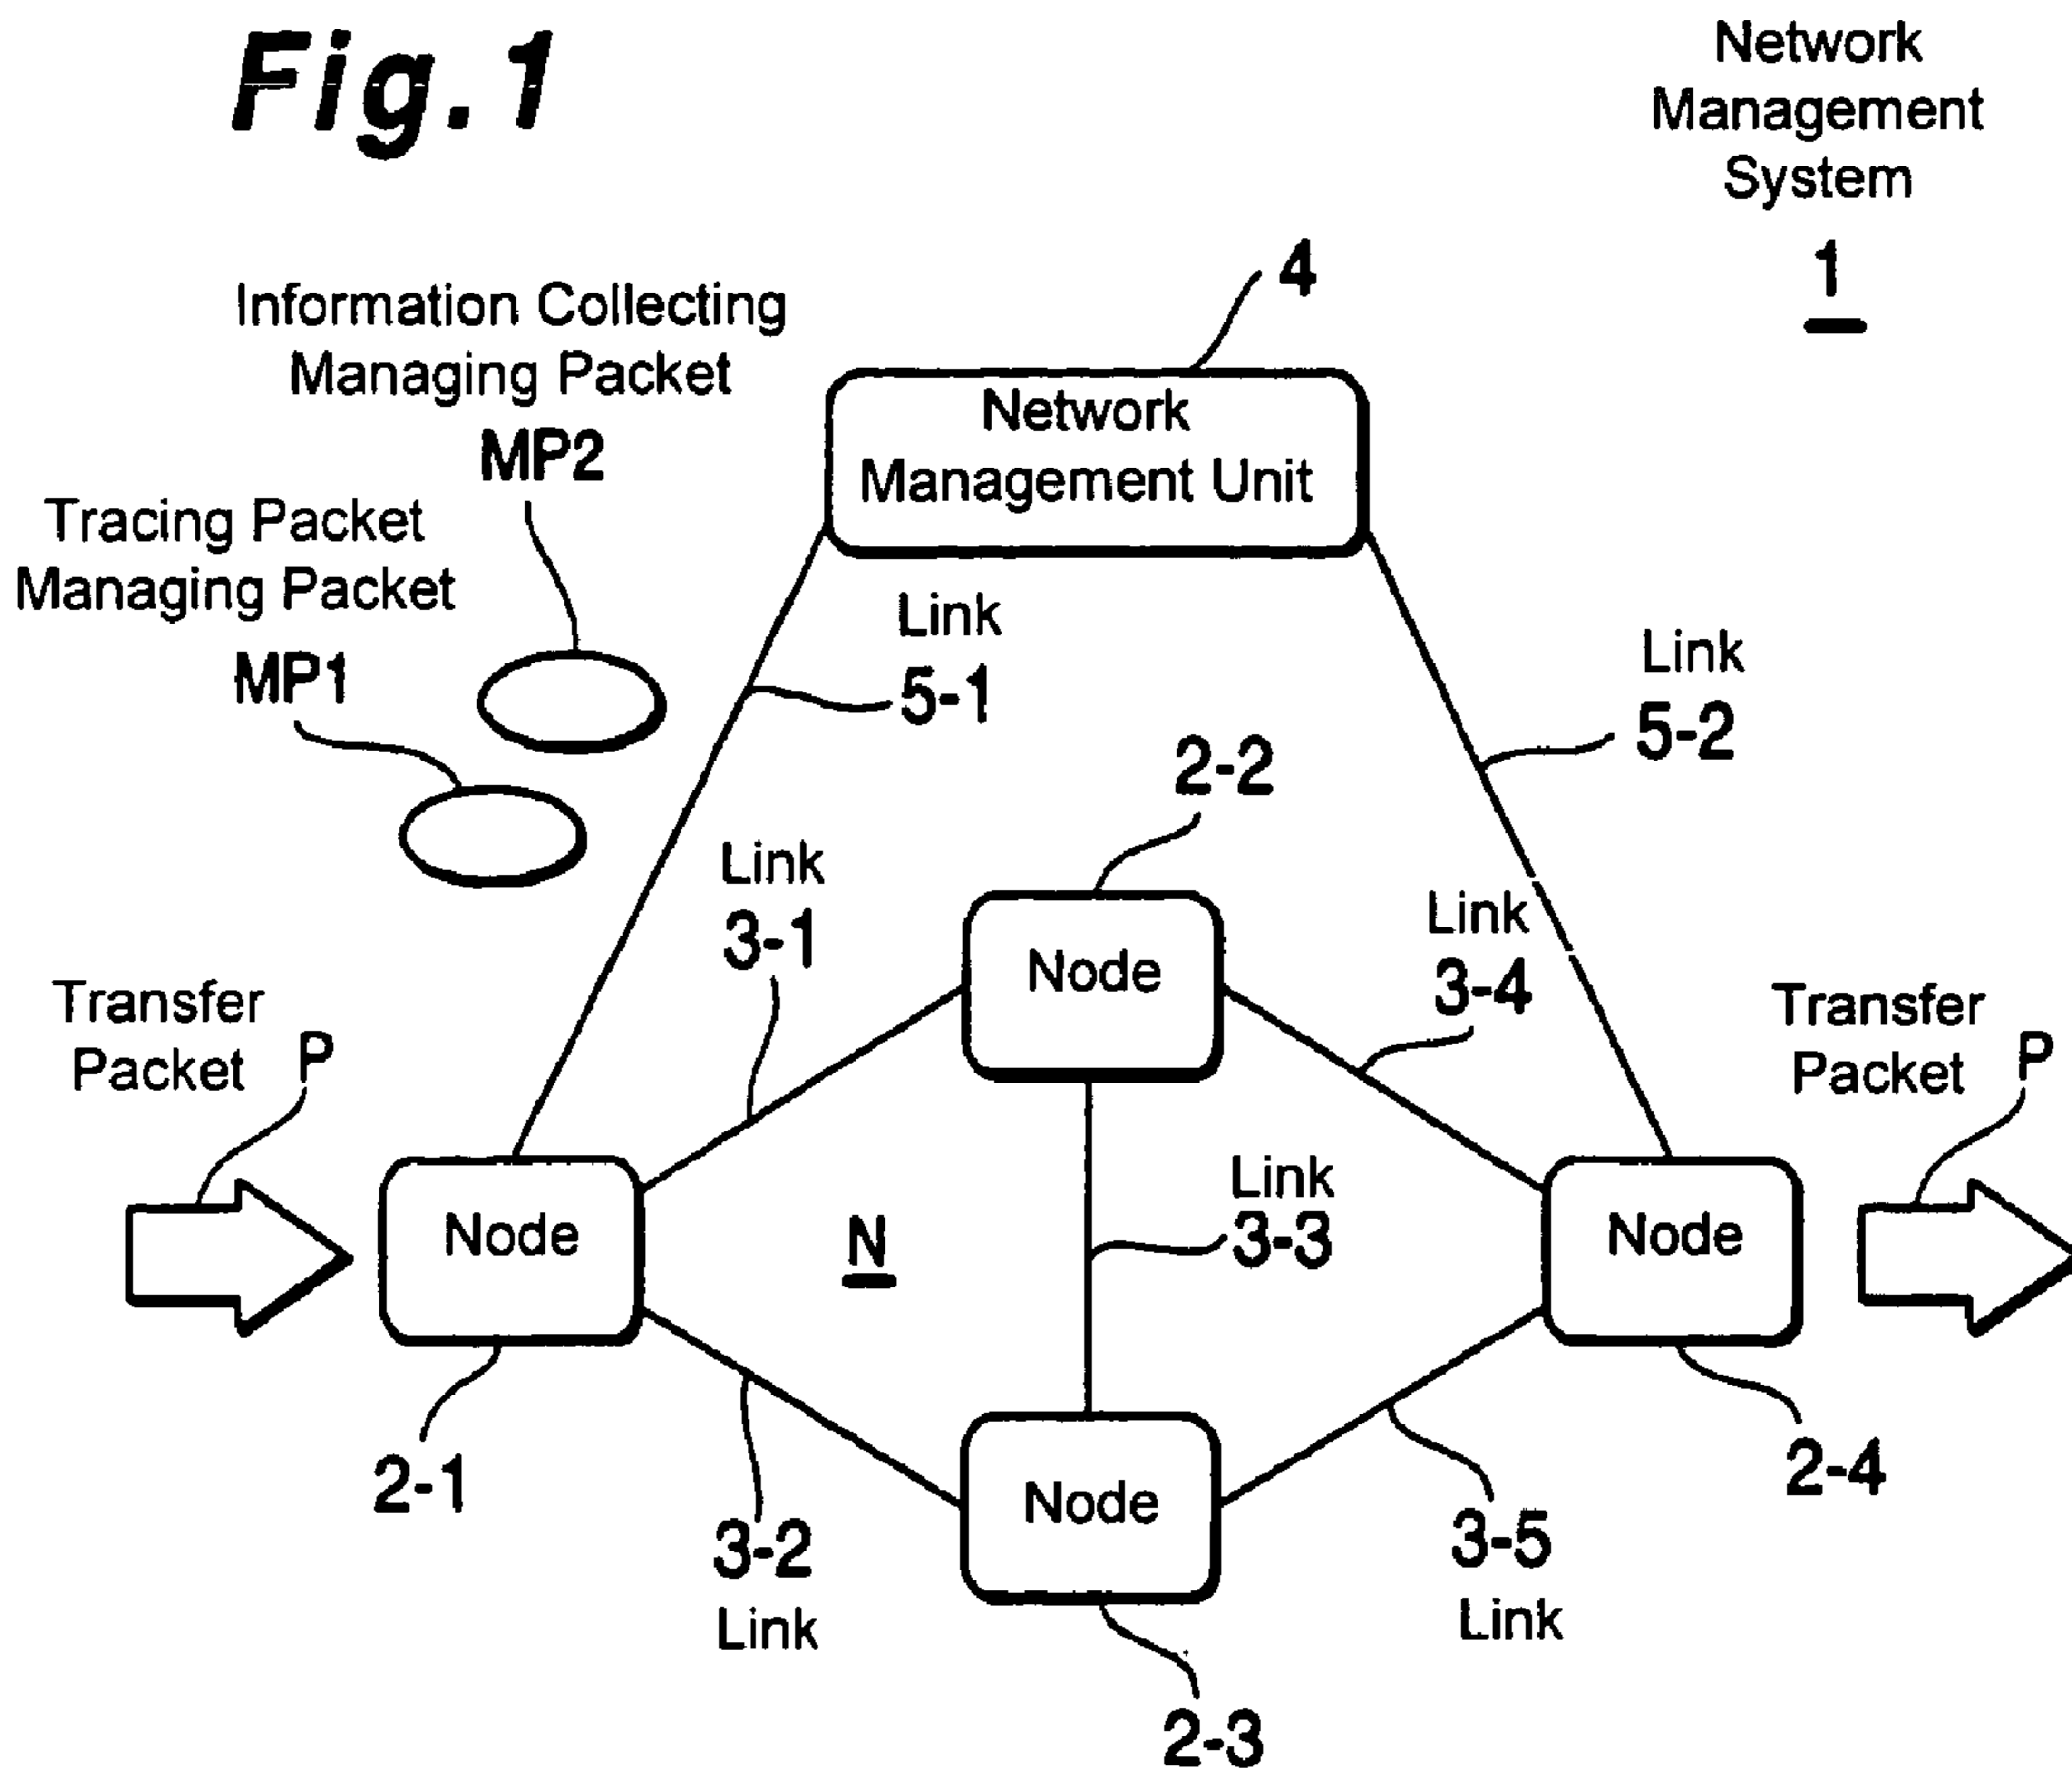 Fig.1
Network
Management
System
1
4
Information Collecting
Managing Packet
MP2
Network
Management Unit
Tracing Packet
Managing Packet
MP1
Link
5-1
Link
5-2
2-2
Link
3-1
Link
3-4
Node
Transfer
Packet P
Transfer
Packet P
Link
3-3
Node
N
Node
2-1
2-4
Node
3-2
Link
3-5
Link
2-3